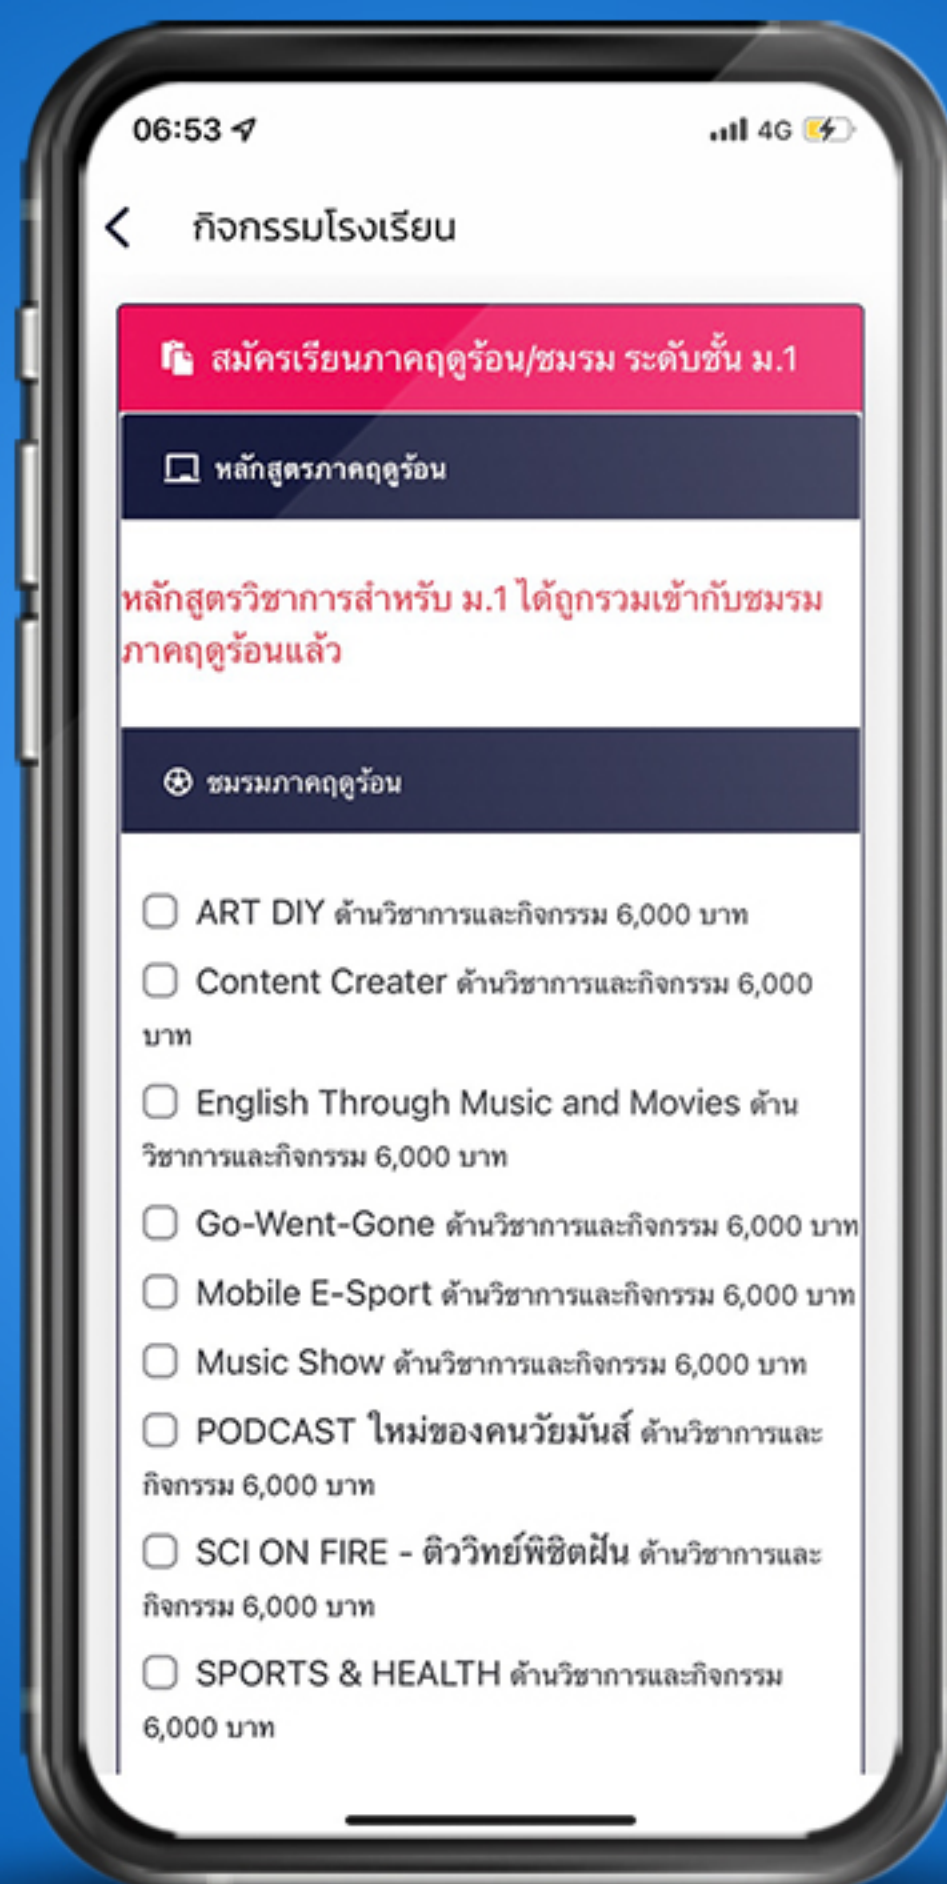 06:53
4G
กิจกรรมโรงเรียน
สมัครเรียนภาคฤดูร้อน/ชมรม ระดับชั้น ม.1
หลักสูตรภาคฤดูร้อน
หลักสูตรวิชาการสำหรับ ม.1 ได้ถูกรวมเข้ากับชมรม
ภาคฤดูร้อนแล้ว
ชมรมภาคฤดูร้อน
ART DIY ด้านวิชาการและกิจกรรม 6,000 บาท
Content Creater ด้านวิชาการและกิจกรรม 6,000
บาท
English Through Music and Movies ด้าน
วิชาการและกิจกรรม 6,000 บาท
Go-Went-Gone ด้านวิชาการและกิจกรรม 6,000 บาท
Mobile E-Sport ด้านวิชาการและกิจกรรม 6,000 บาท
Music Show ด้านวิชาการและกิจกรรม 6,000 บาท
PODCAST ใหม่ของคนวัยมันส์ ด้านวิชาการและ
กิจกรรม 6,000 บาท
SCI ON FIRE - ติววิทย์พิชิตฝัน ด้านวิชาการและ
กิจกรรม 6,000 บาท
SPORTS & HEALTH ด้านวิชาการและกิจกรรม
6,000 บาท